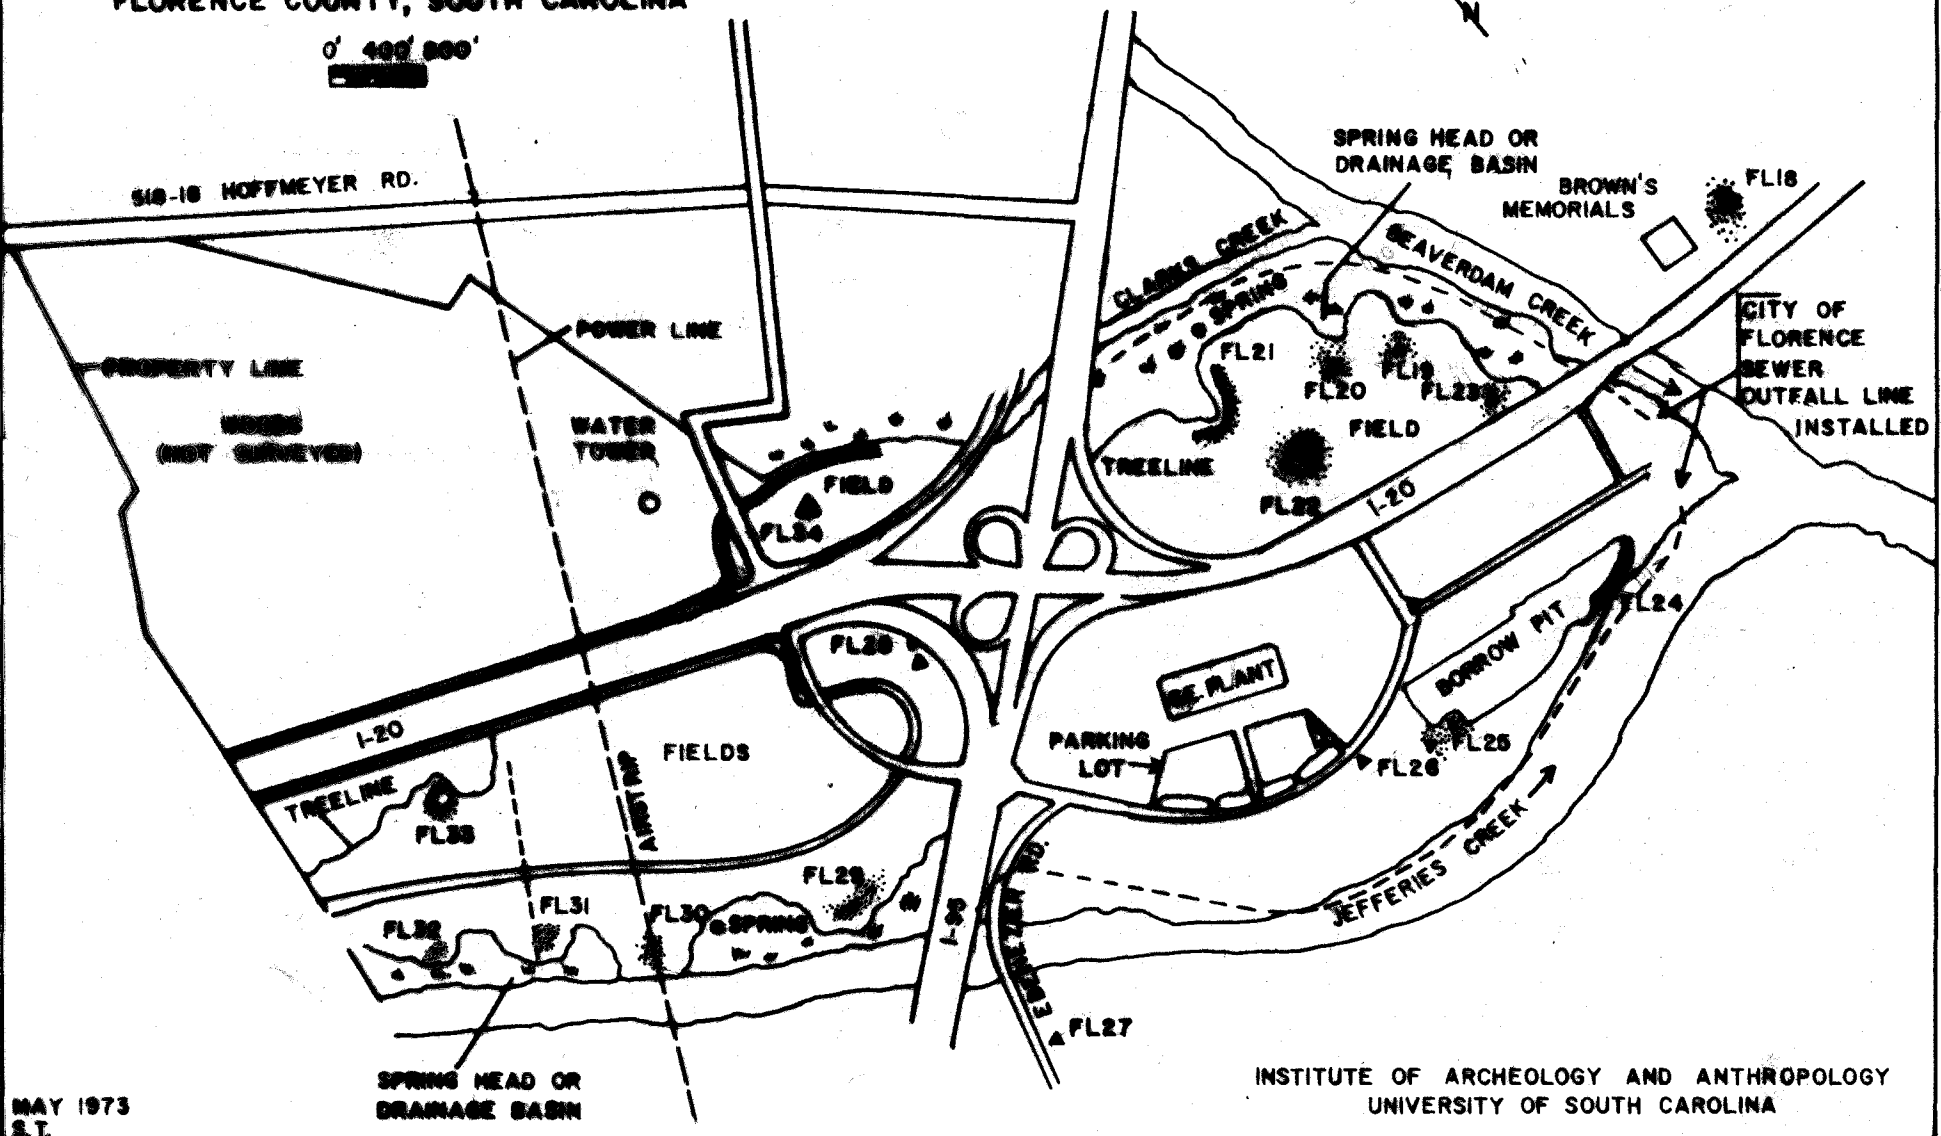 FLORENCE COUNTY, SOUTH CAROLINA
N
0' 400' 800'
SPRING HEAD OR
DRAINAGE BASIN
BROWN'S
MEMORIALS
FL18
S18-18 HOFFMEYER RD.
CLARKS CREEK
BEAVERDAM CREEK
SPRING
CITY OF
FLORENCE
SEWER
OUTFALL LINE
INSTALLED
POWER LINE
PROPERTY LINE
FL21
FL20
FL19
FL23
FIELD
WOODS
(NOT SURVEYED)
WATER
TOWER
TREELINE
FIELD
FL34
FL22
I-20
FL24
BORROW PIT
FL28
G.E. PLANT
I-20
FIELDS
PARKING
LOT
FL25
FL26
TREELINE
AIRSTRIP
FL33
JEFFERIES CREEK
FL29
FL31
FL30
SPRING
FL32
I-95
EBENEZER RD.
FL27
SPRING HEAD OR
DRAINAGE BASIN
INSTITUTE OF ARCHEOLOGY AND ANTHROPOLOGY
UNIVERSITY OF SOUTH CAROLINA
MAY 1973
S.T.